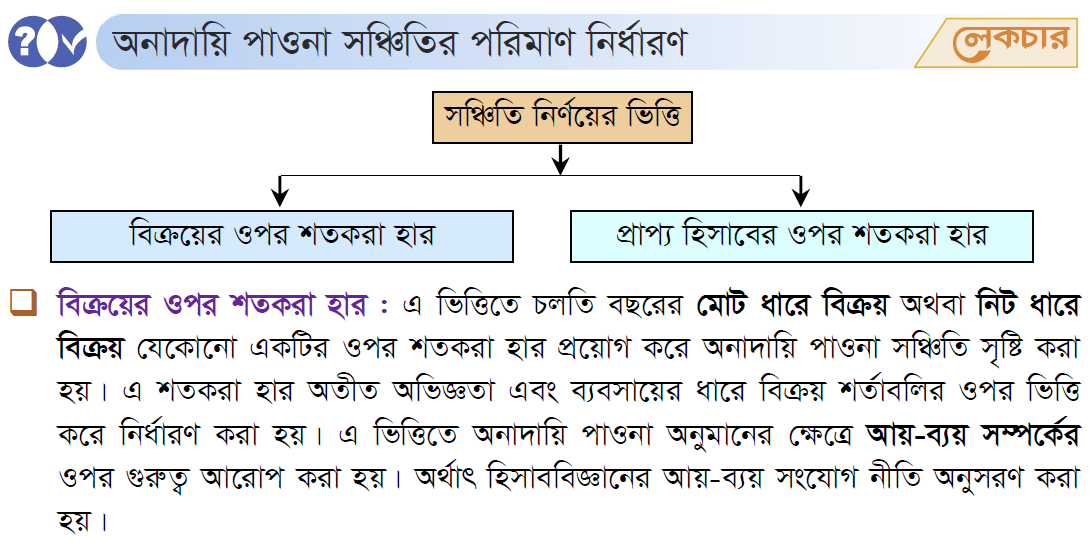 অনাদায়ি পাওনা সঞ্চিতির পরিমাণ নির্ধারণ
লেকচার
সঞ্চিতি নির্ণয়ের ভিত্তি
বিক্রয়ের ওপর শতকরা হার
প্রাপ্য হিসাবের ওপর শতকরা হার
বিক্রয়ের ওপর শতকরা হার : এ ভিত্তিতে চলতি বছরের মোট ধারে বিক্রয় অথবা নিট ধারে
বিক্রয় যেকোনো একটির ওপর শতকরা হার প্রয়োগ করে অনাদায়ি পাওনা সঞ্চিতি সৃষ্টি করা
হয়। এ শতকরা হার অতীত অভিজ্ঞতা এবং ব্যবসায়ের ধারে বিক্রয় শর্তাবলির ওপর ভিত্তি
করে নির্ধারণ করা হয়। এ ভিত্তিতে অনাদায়ি পাওনা অনুমানের ক্ষেত্রে আয়-ব্যয় সম্পর্কের
ওপর গুরুত্ব আরোপ করা হয়। অর্থাৎ হিসাববিজ্ঞানের আয়-ব্যয় সংযোগ নীতি অনুসরণ করা
হয়।